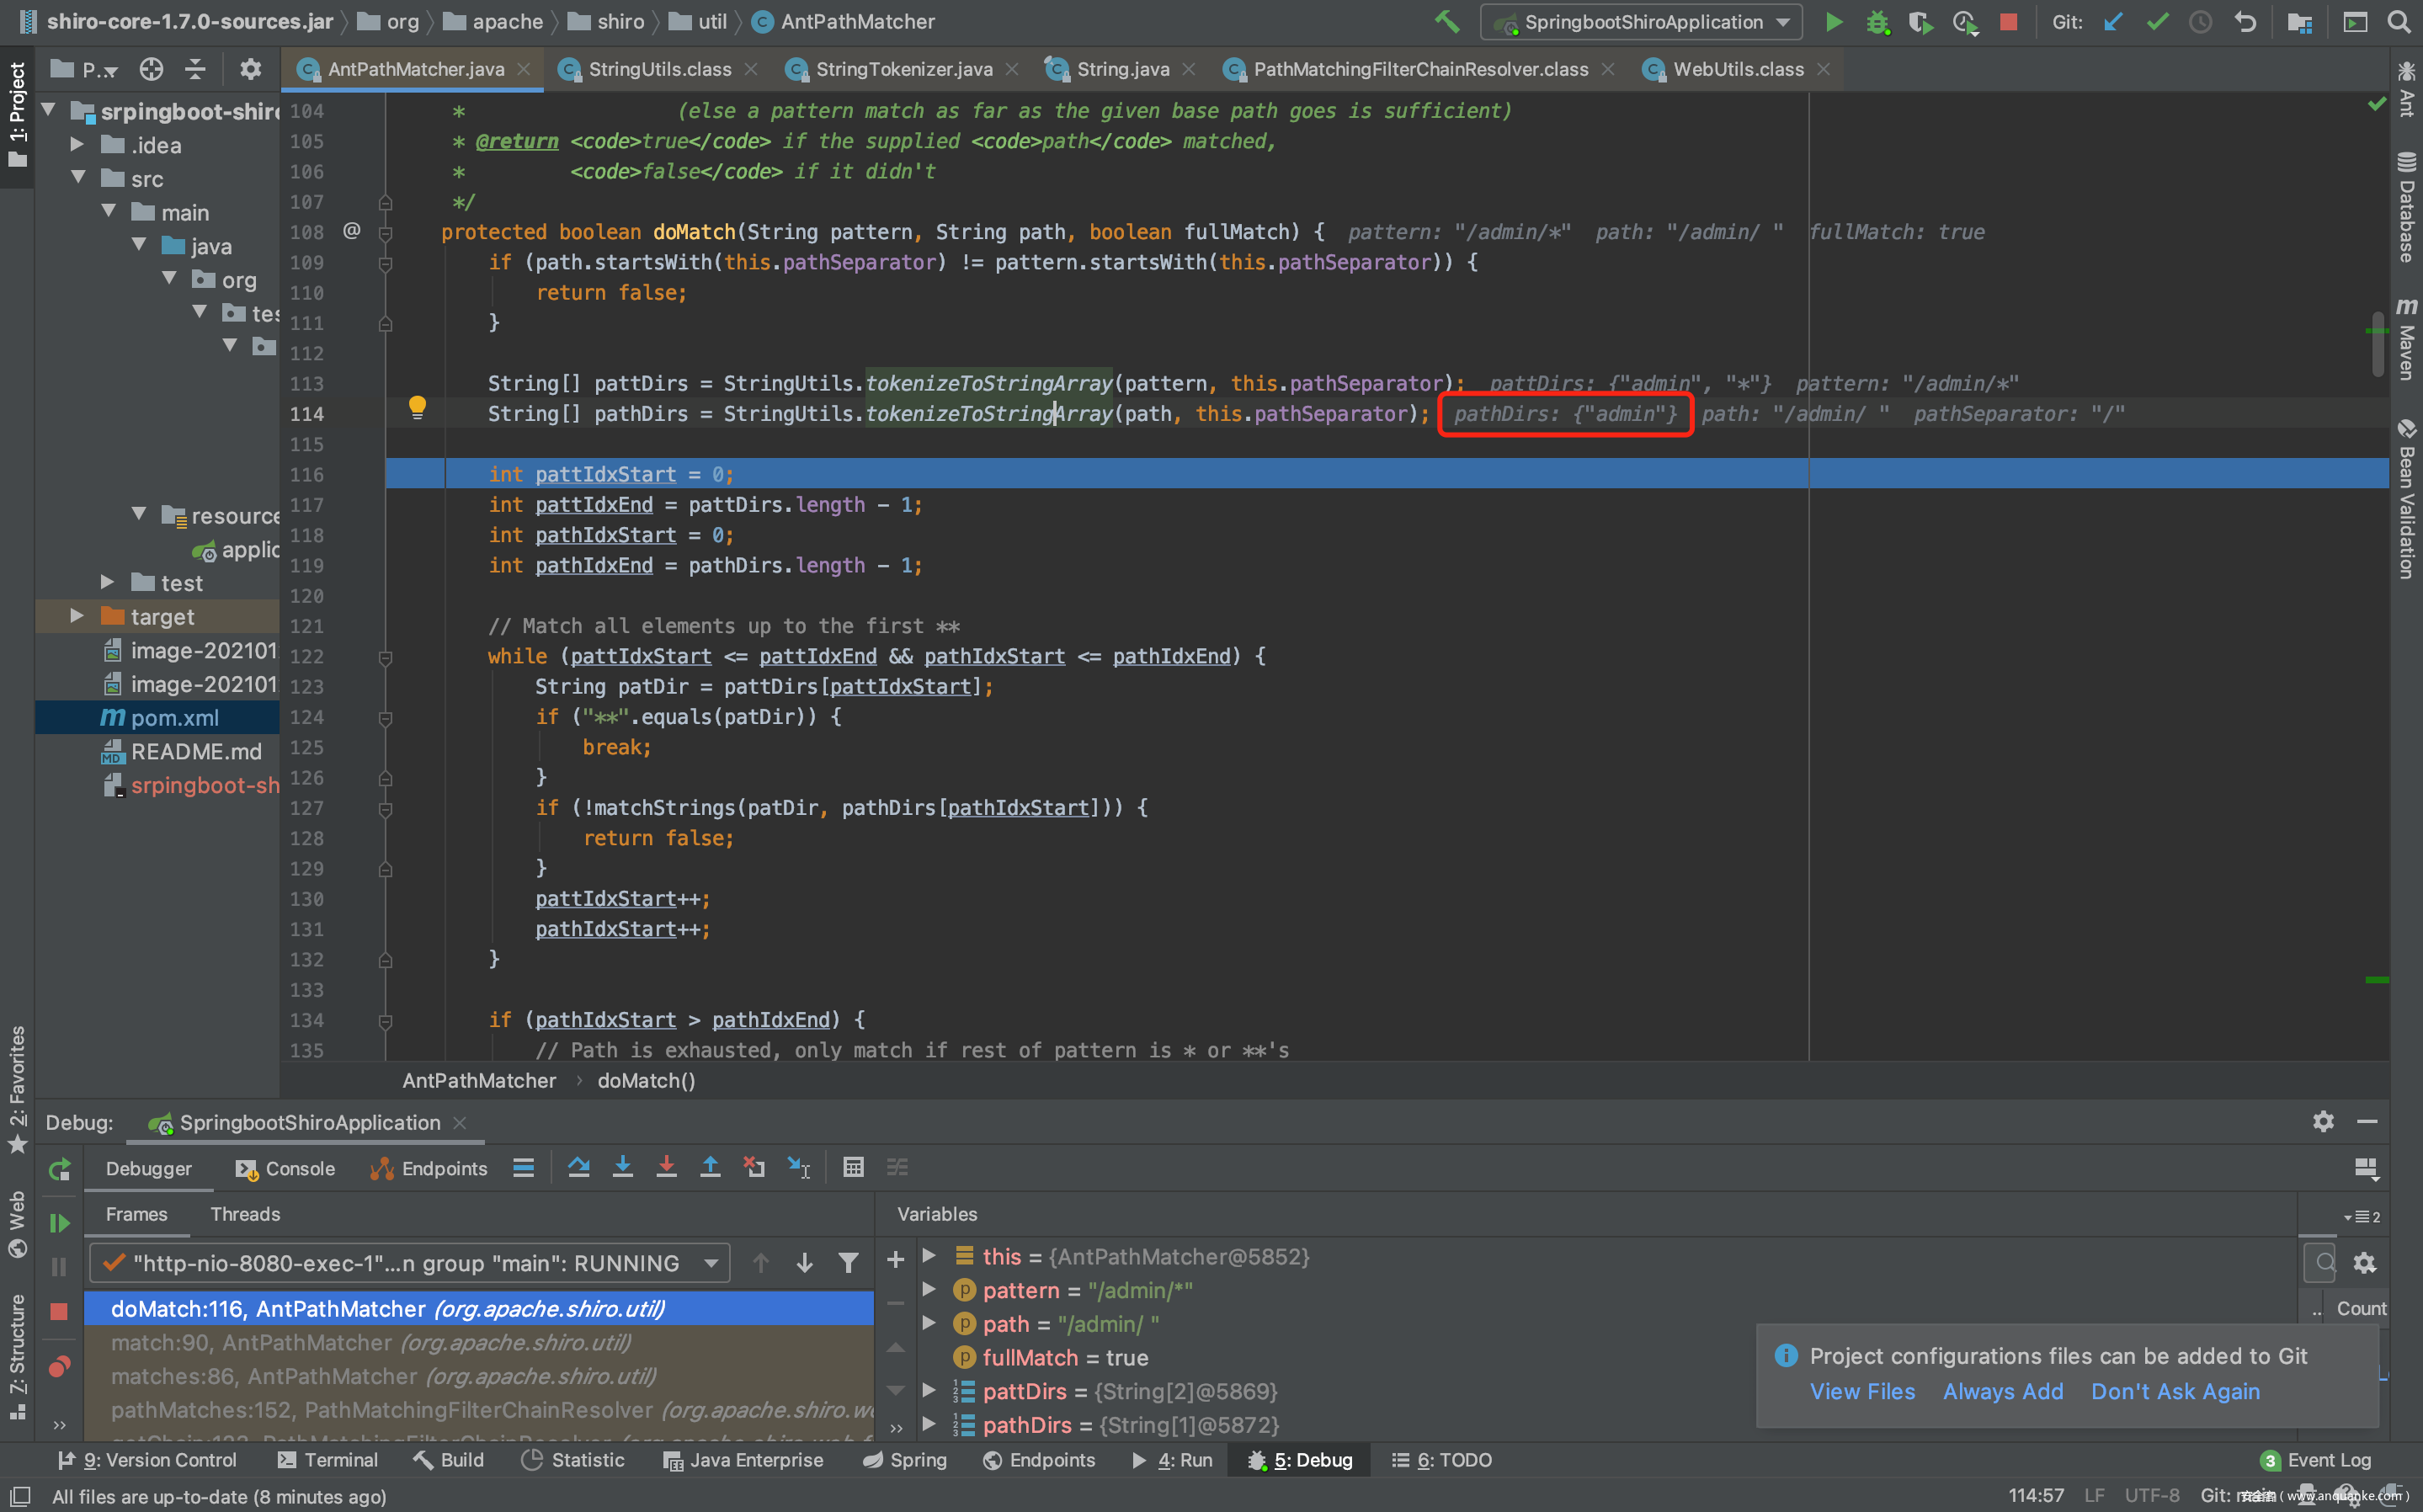 shiro-core-1.7.0-sources.jar org apache shiro util AntPathMatcher SpringbootShiroApplication Git:
P... AntPathMatcher.java StringUtils.class StringTokenizer.java String.java PathMatchingFilterChainResolver.class WebUtils.class
1: Project
srpingboot-shiro
.idea
src
main
java
org
tes
resource
applic
test
target
image-202101
image-202101
pom.xml
README.md
srpingboot-sh
104 * (else a pattern match as far as the given base path goes is sufficient)
105 * @return <code>true</code> if the supplied <code>path</code> matched,
106 * <code>false</code> if it didn't
107 */
108 @ protected boolean doMatch(String pattern, String path, boolean fullMatch) { pattern: "/admin/*" path: "/admin/ " fullMatch: true
109 if (path.startsWith(this.pathSeparator) != pattern.startsWith(this.pathSeparator)) {
110 return false;
111 }
112
113 String[] pattDirs = StringUtils.tokenizeToStringArray(pattern, this.pathSeparator); pattDirs: {"admin", "*"} pattern: "/admin/*"
114 String[] pathDirs = StringUtils.tokenizeToStringArray(path, this.pathSeparator); pathDirs: {"admin"} path: "/admin/ " pathSeparator: "/"
115
116 int pattIdxStart = 0;
117 int pattIdxEnd = pattDirs.length - 1;
118 int pathIdxStart = 0;
119 int pathIdxEnd = pathDirs.length - 1;
120
121 // Match all elements up to the first **
122 while (pattIdxStart <= pattIdxEnd && pathIdxStart <= pathIdxEnd) {
123 String patDir = pattDirs[pattIdxStart];
124 if ("**".equals(patDir)) {
125 break;
126 }
127 if (!matchStrings(patDir, pathDirs[pathIdxStart])) {
128 return false;
129 }
130 pattIdxStart++;
131 pathIdxStart++;
132 }
133
134 if (pathIdxStart > pathIdxEnd) {
135 // Path is exhausted, only match if rest of pattern is * or **'s
AntPathMatcher › doMatch()
Ant
Database
Maven
Bean Validation
2: Favorites
Web
7: Structure
Debug: SpringbootShiroApplication
Debugger Console Endpoints
Frames Threads
Variables
2
"http-nio-8080-exec-1"...n group "main": RUNNING
doMatch:116, AntPathMatcher (org.apache.shiro.util)
match:90, AntPathMatcher (org.apache.shiro.util)
matches:86, AntPathMatcher (org.apache.shiro.util)
pathMatches:152, PathMatchingFilterChainResolver (org.apache.shiro.we
this = {AntPathMatcher@5852}
pattern = "/admin/*"
path = "/admin/ "
fullMatch = true
pattDirs = {String[2]@5869}
pathDirs = {String[1]@5872}
.. Count
Project configurations files can be added to Git
View Files Always Add Don't Ask Again
9: Version Control Terminal Build Statistic Java Enterprise Spring Endpoints 4: Run 5: Debug 6: TODO 3 Event Log
All files are up-to-date (8 minutes ago) 114:57 LF UTF-8 Git:
安全客 ( www.anquanke.com )